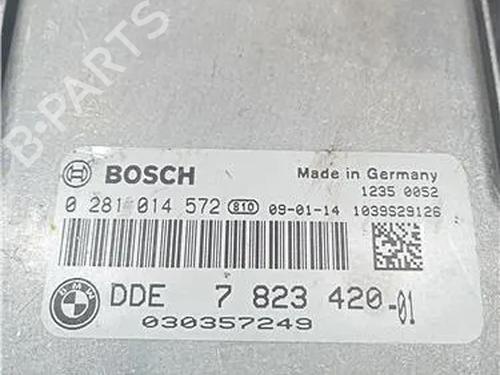 B-PARTS
BOSCH
Made in Germany
1235 0052
0 281 014 572 810 09-01-14 1039S29126
BMW
DDE 7 823 420-01
030357249